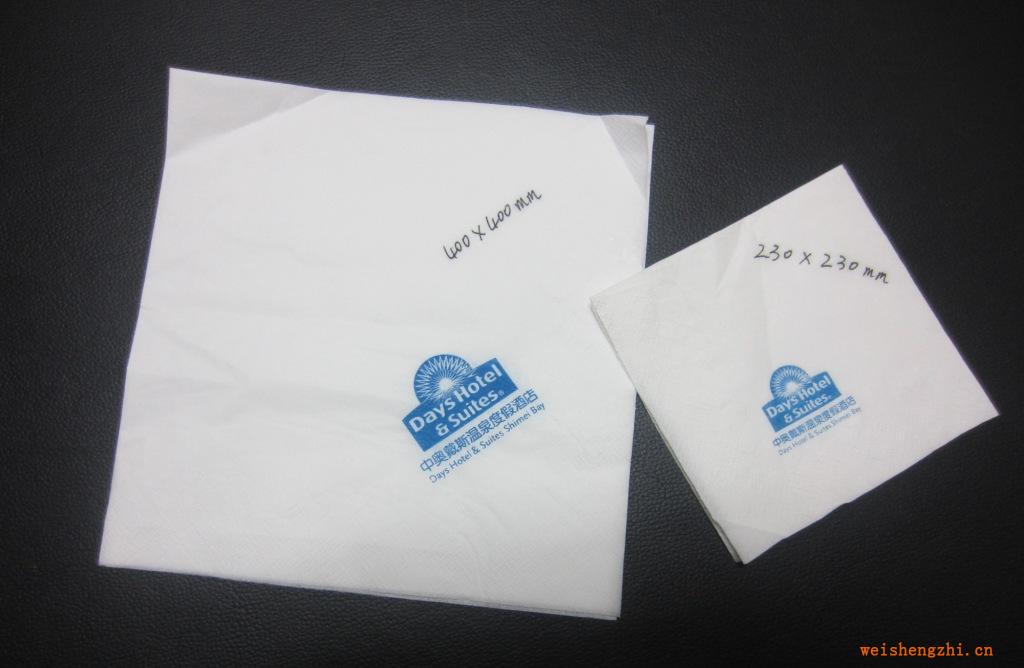 400 X 400 mm
Days Hotel
& Suites®
中奥戴斯温泉度假酒店
Days Hotel & Suites Shimei Bay
230 X 230 mm
Days Hotel
& Suites®
中奥戴斯温泉度假酒店
Days Hotel & Suites Shimei Bay
weishengzhi.cn